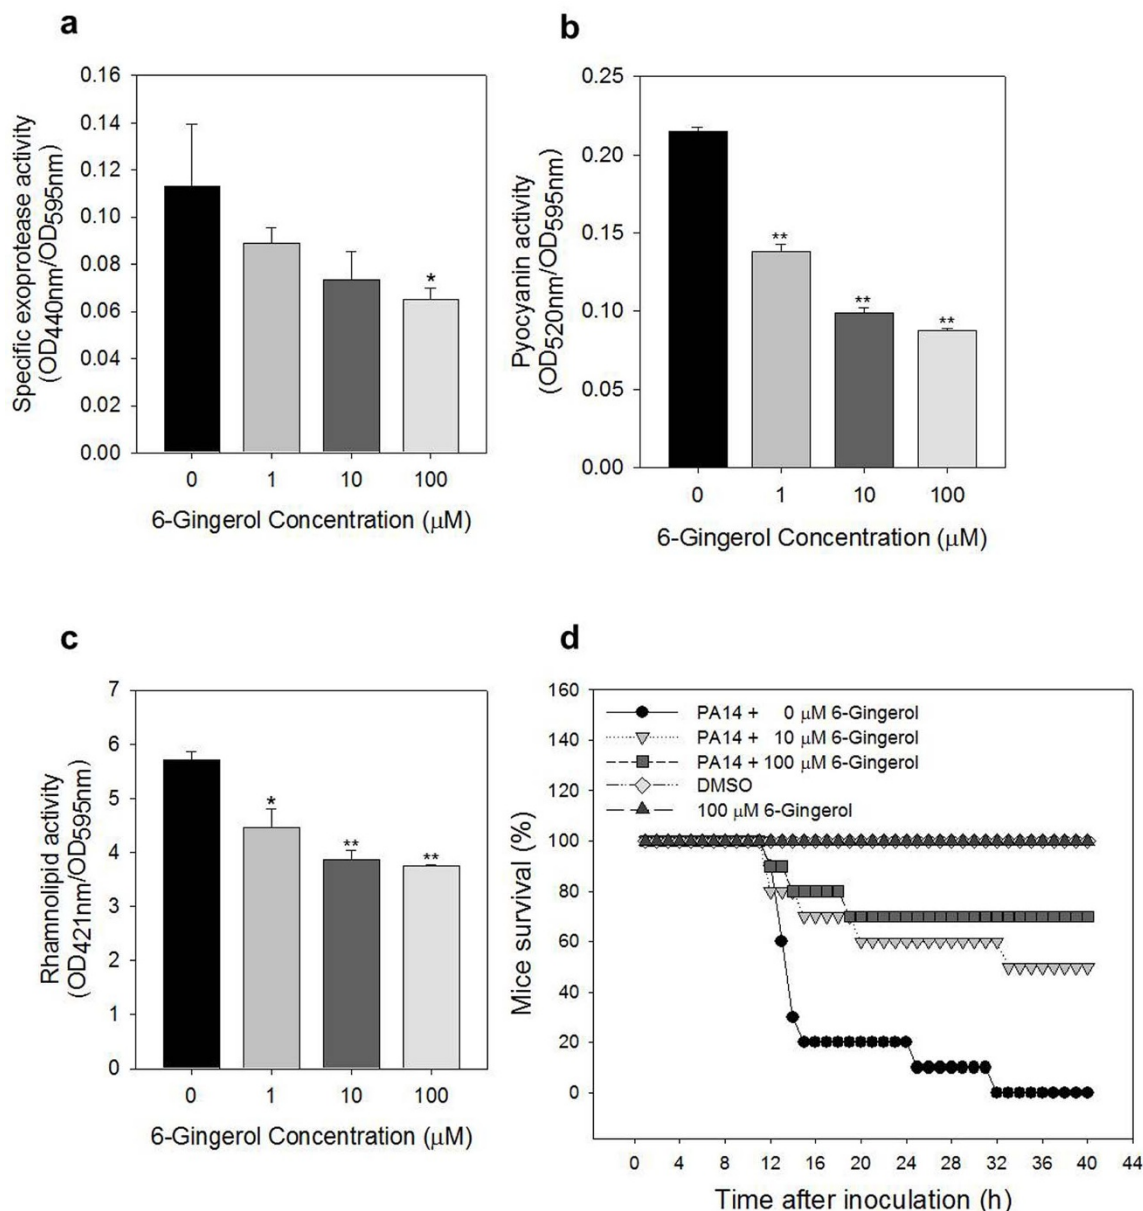 a
0.16
0.14
0.12
0.10
0.08
0.06
0.04
0.02
0.00
Specific exoprotease activity
(OD440nm/OD595nm)
*
0 1 10 100
6-Gingerol Concentration (μM)
b
0.25
0.20
0.15
0.10
0.05
0.00
Pyocyanin activity
(OD520nm/OD595nm)
**
**
**
0 1 10 100
6-Gingerol Concentration (μM)
c
7
6
5
4
3
2
1
0
Rhamnolipid activity
(OD421nm/OD595nm)
*
**
**
0 1 10 100
6-Gingerol Concentration (μM)
d
160
140
120
100
80
60
40
20
0
Mice survival (%)
PA14 + 0 μM 6-Gingerol
PA14 + 10 μM 6-Gingerol
PA14 + 100 μM 6-Gingerol
DMSO
100 μM 6-Gingerol
0 4 8 12 16 20 24 28 32 36 40 44
Time after inoculation (h)